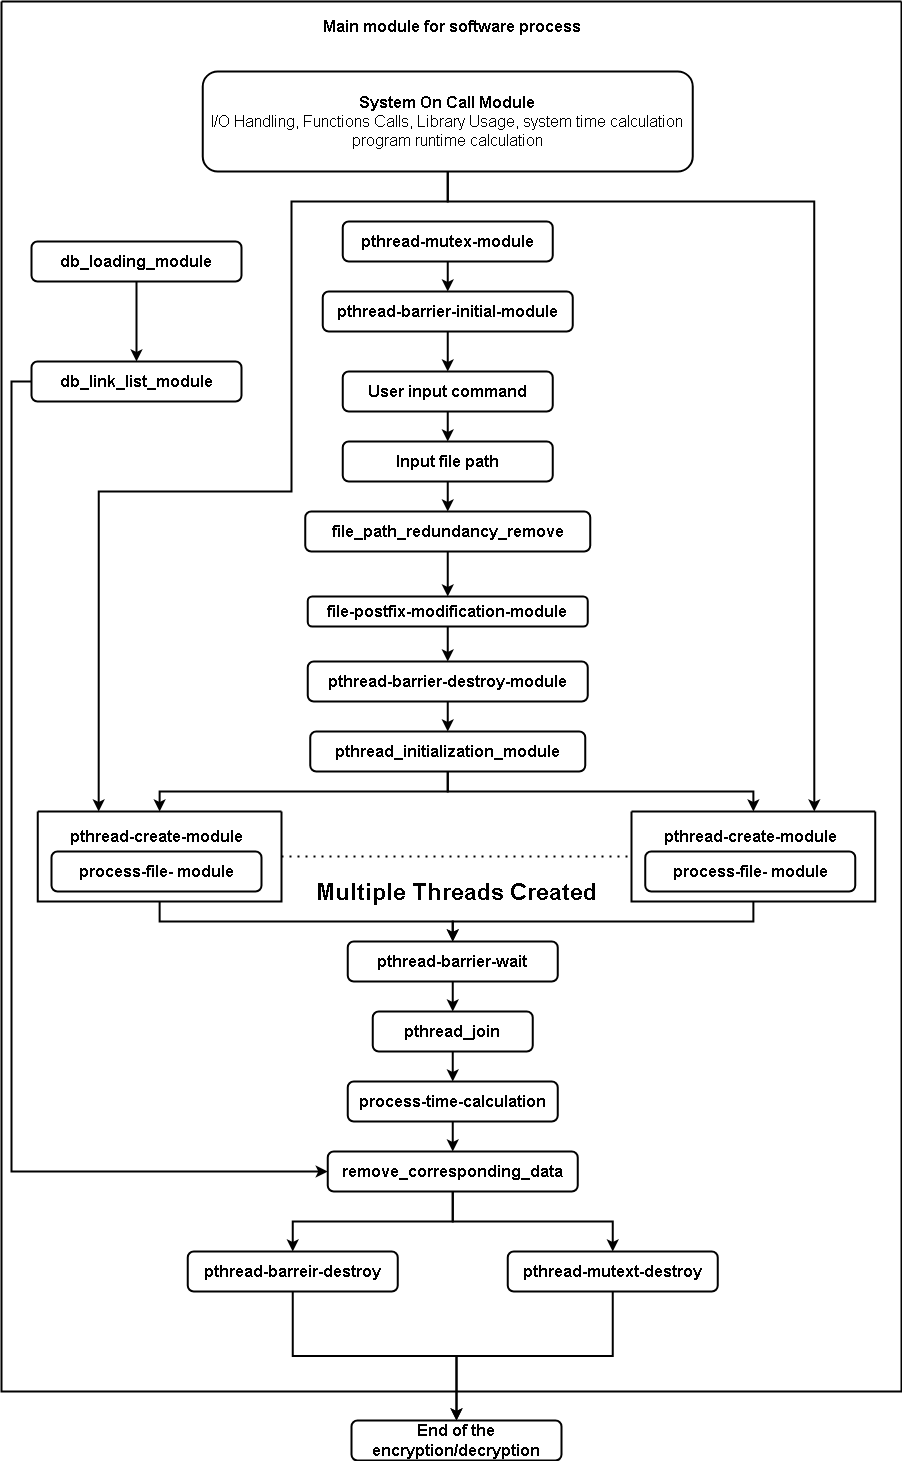 Main module for software process
System On Call Module
I/O Handling, Functions Calls, Library Usage, system time calculation
program runtime calculation
pthread-mutex-module
db_loading_module
pthread-barrier-initial-module
db_link_list_module
User input command
Input file path
file_path_redundancy_remove
file-postfix-modification-module
pthread-barrier-destroy-module
pthread_initialization_module
pthread-create-module
process-file- module
pthread-create-module
process-file- module
Multiple Threads Created
pthread-barrier-wait
pthread_join
process-time-calculation
remove_corresponding_data
pthread-barreir-destroy
pthread-mutext-destroy
End of the
encryption/decryption